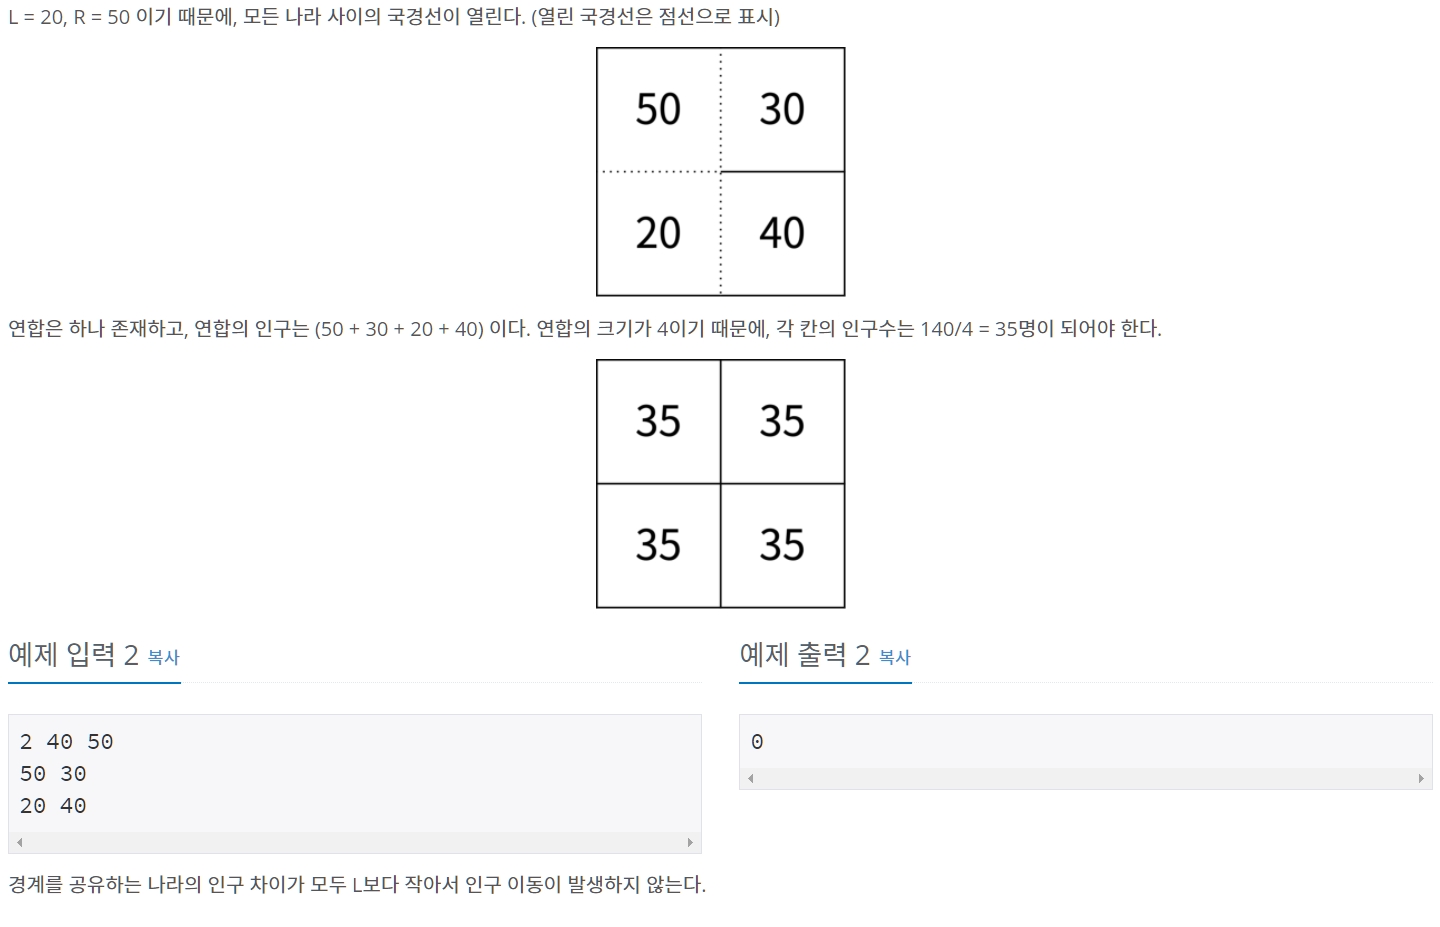 L = 20, R = 50 이기 때문에, 모든 나라 사이의 국경선이 열린다. (열린 국경선은 점선으로 표시)
50 30
20 40
연합은 하나 존재하고, 연합의 인구는 (50 + 30 + 20 + 40) 이다. 연합의 크기가 4이기 때문에, 각 칸의 인구수는 140/4 = 35명이 되어야 한다.
35 35
35 35
예제 입력 2 복사
2 40 50
50 30
20 40
예제 출력 2 복사
0
경계를 공유하는 나라의 인구 차이가 모두 L보다 작아서 인구 이동이 발생하지 않는다.